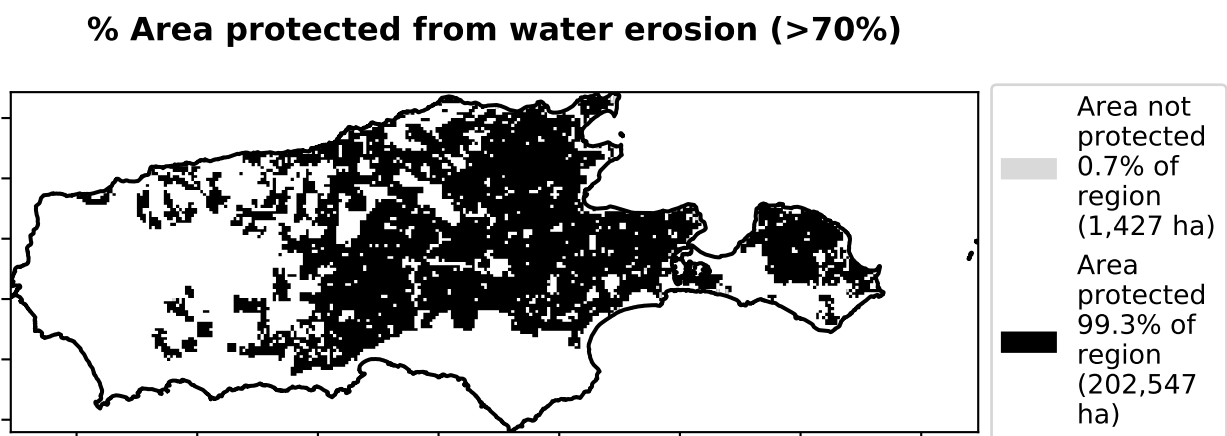 % Area protected from water erosion (>70%)
Area not
protected
0.7% of
region
(1,427 ha)
Area
protected
99.3% of
region
(202,547
ha)